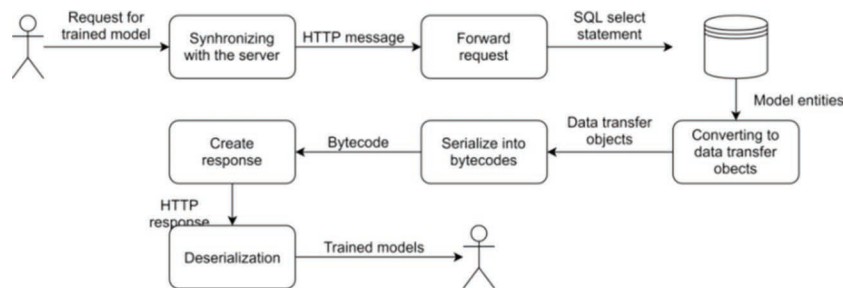 Request for
trained model
Synhronizing
with the server
HTTP message
Forward
request
SQL select
statement
Model entities
Converting to
data transfer
obects
Data transfer
objects
Serialize into
bytecodes
Bytecode
Create
response
HTTP
response
Deserialization
Trained models